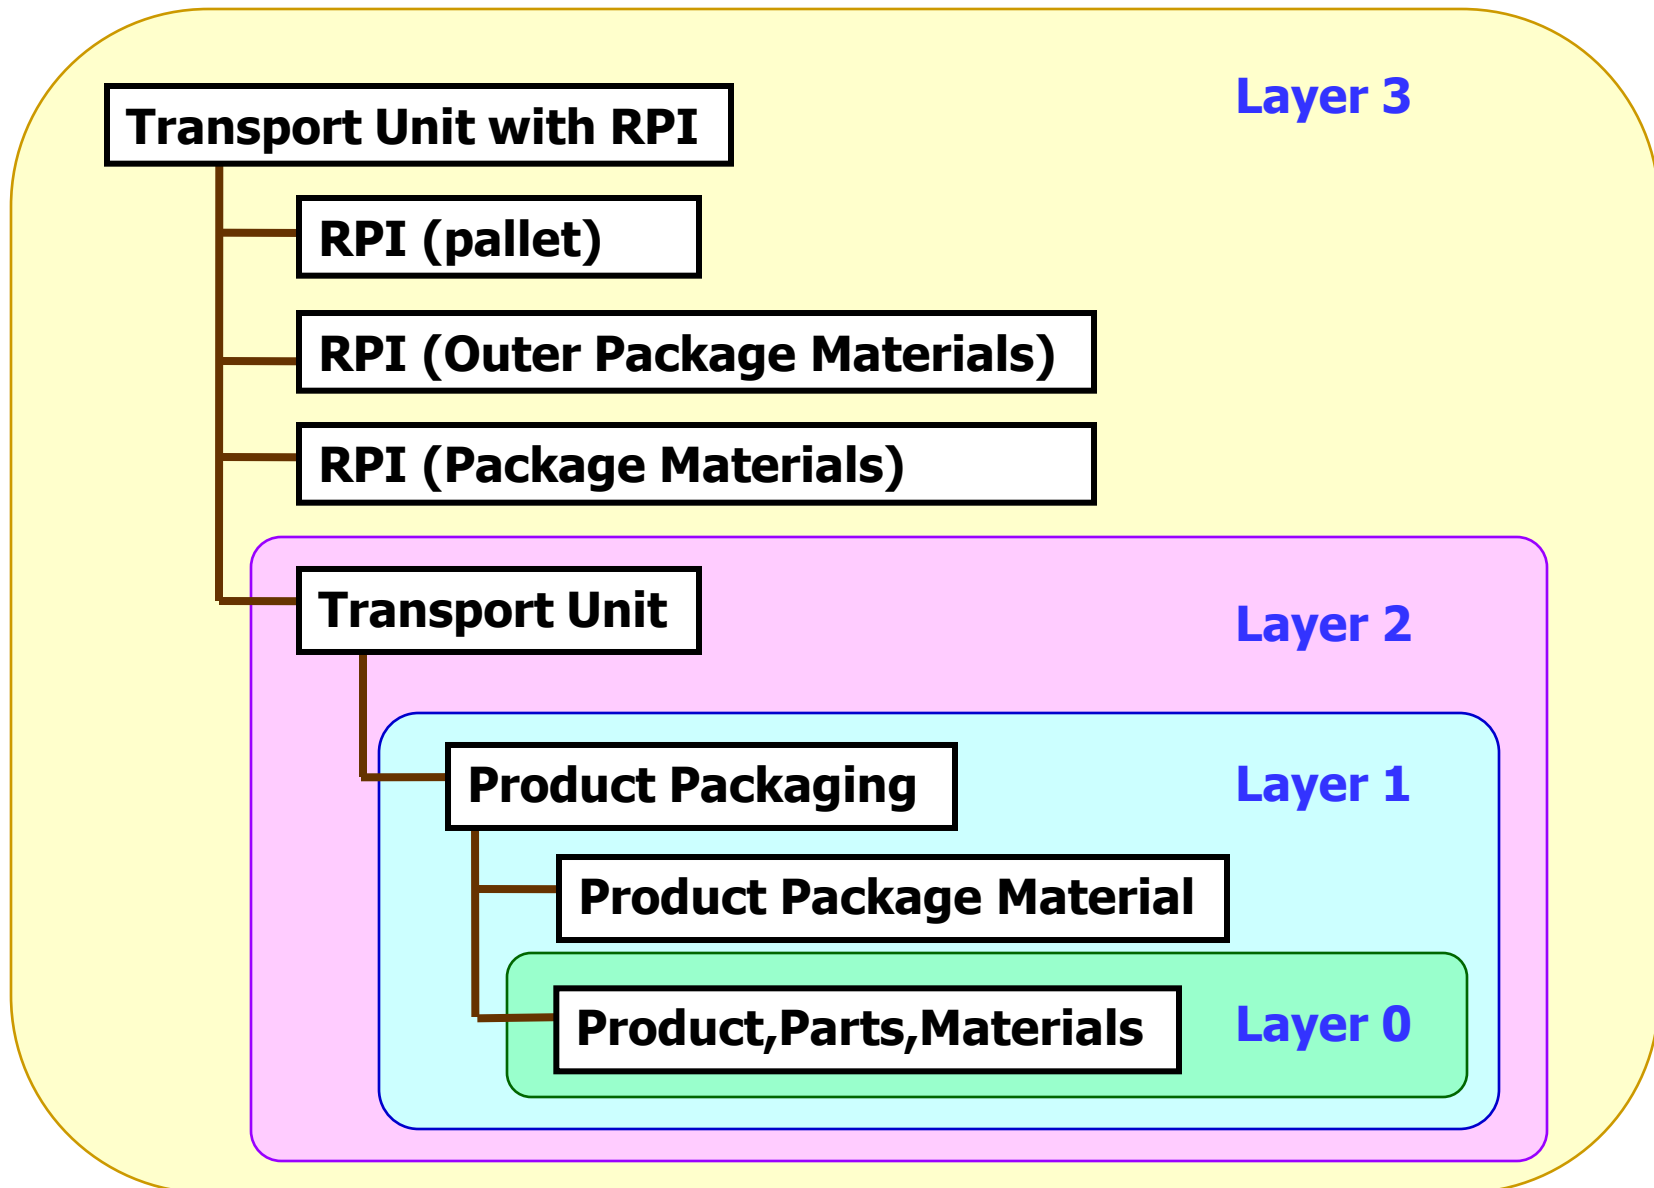 Layer 3
Transport Unit with RPI
RPI (pallet)
RPI (Outer Package Materials)
RPI (Package Materials)
Transport Unit
Layer 2
Product Packaging
Layer 1
Product Package Material
Product,Parts,Materials
Layer 0